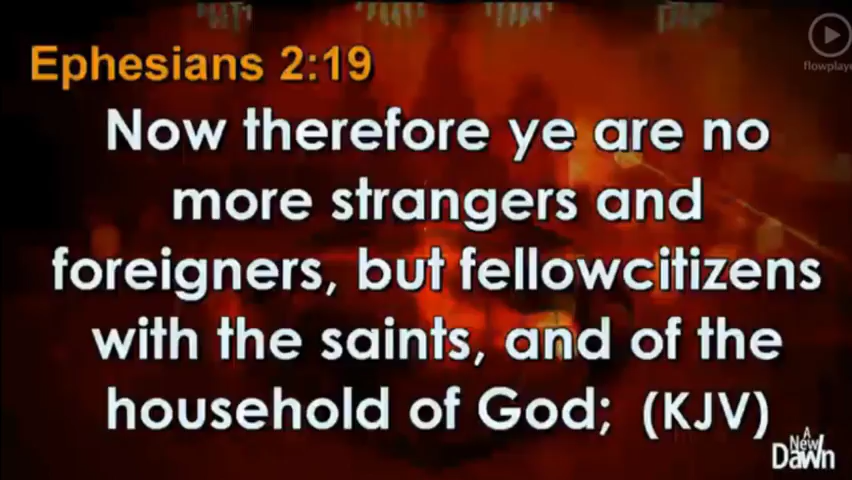 Ephesians 2:19
Now therefore ye are no
more strangers and
foreigners, but fellowcitizens
with the saints, and of the
household of God; (KJV)
flowplaye
A
New
Dawn